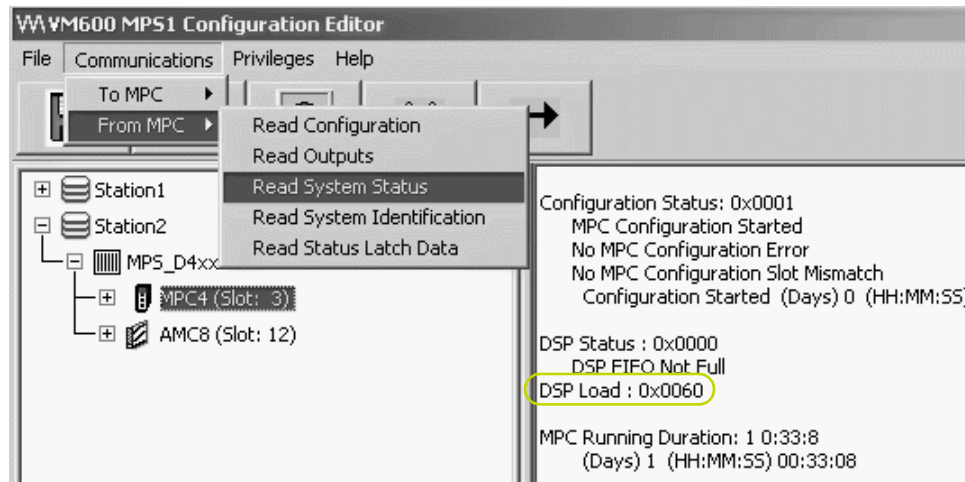 VM600 MPS1 Configuration Editor
File Communications Privileges Help
To MPC
From MPC
Read Configuration
Read Outputs
Read System Status
Read System Identification
Read Status Latch Data
Station1
Station2
MPS_D4xx
MPC4 (Slot: 3)
AMC8 (Slot: 12)
Configuration Status: 0x0001
MPC Configuration Started
No MPC Configuration Error
No MPC Configuration Slot Mismatch
Configuration Started (Days) 0 (HH:MM:SS)
DSP Status : 0x0000
DSP FIFO Not Full
DSP Load : 0x0060
MPC Running Duration: 1 0:33:8
(Days) 1 (HH:MM:SS) 00:33:08